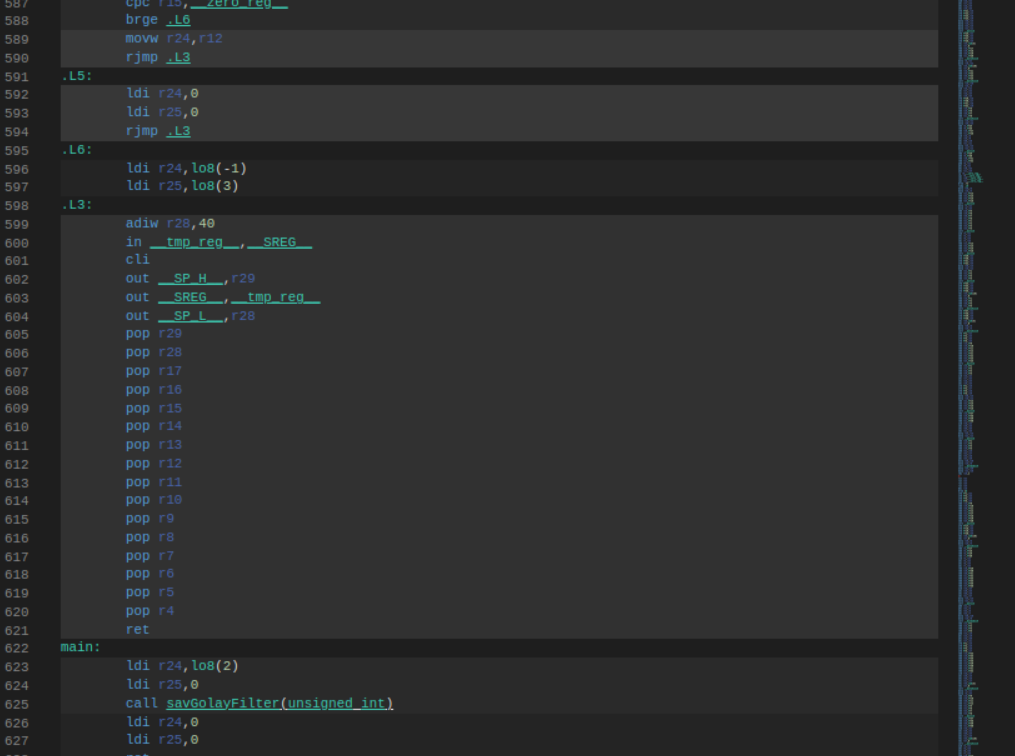 587 cpc r15,__zero_reg__
588 brge .L6
589 movw r24,r12
590 rjmp .L3
591 .L5:
592 ldi r24,0
593 ldi r25,0
594 rjmp .L3
595 .L6:
596 ldi r24,lo8(-1)
597 ldi r25,lo8(3)
598 .L3:
599 adiw r28,40
600 in __tmp_reg__,__SREG__
601 cli
602 out __SP_H__,r29
603 out __SREG__,__tmp_reg__
604 out __SP_L__,r28
605 pop r29
606 pop r28
607 pop r17
608 pop r16
609 pop r15
610 pop r14
611 pop r13
612 pop r12
613 pop r11
614 pop r10
615 pop r9
616 pop r8
617 pop r7
618 pop r6
619 pop r5
620 pop r4
621 ret
622 main:
623 ldi r24,lo8(2)
624 ldi r25,0
625 call savGolayFilter(unsigned_int)
626 ldi r24,0
627 ldi r25,0